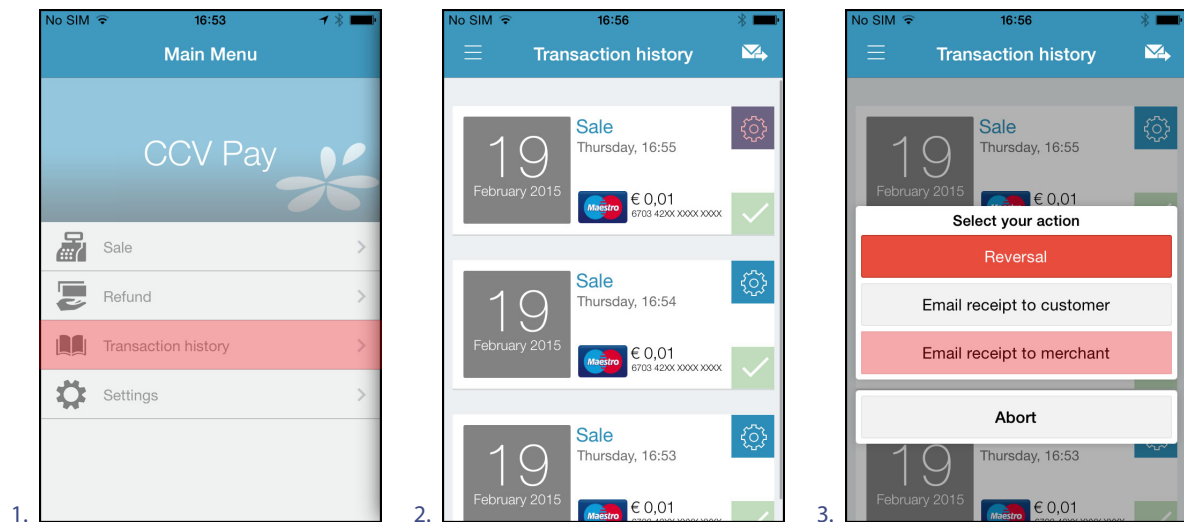 No SIM 16:53
Main Menu
CCV Pay
Sale
Refund
Transaction history
Settings
1.
No SIM 16:56
Transaction history
19
February 2015
Sale
Thursday, 16:55
Maestro
€ 0,01
6703 42XX XXXX XXXX
19
February 2015
Sale
Thursday, 16:54
Maestro
€ 0,01
6703 42XX XXXX XXXX
19
February 2015
Sale
Thursday, 16:53
Maestro
€ 0,01
2.
No SIM 16:56
Transaction history
19
February 2015
Sale
Thursday, 16:55
€ 0,01
Select your action
Reversal
Email receipt to customer
Email receipt to merchant
Abort
19
February 2015
Thursday, 16:53
Maestro
€ 0,01
3.